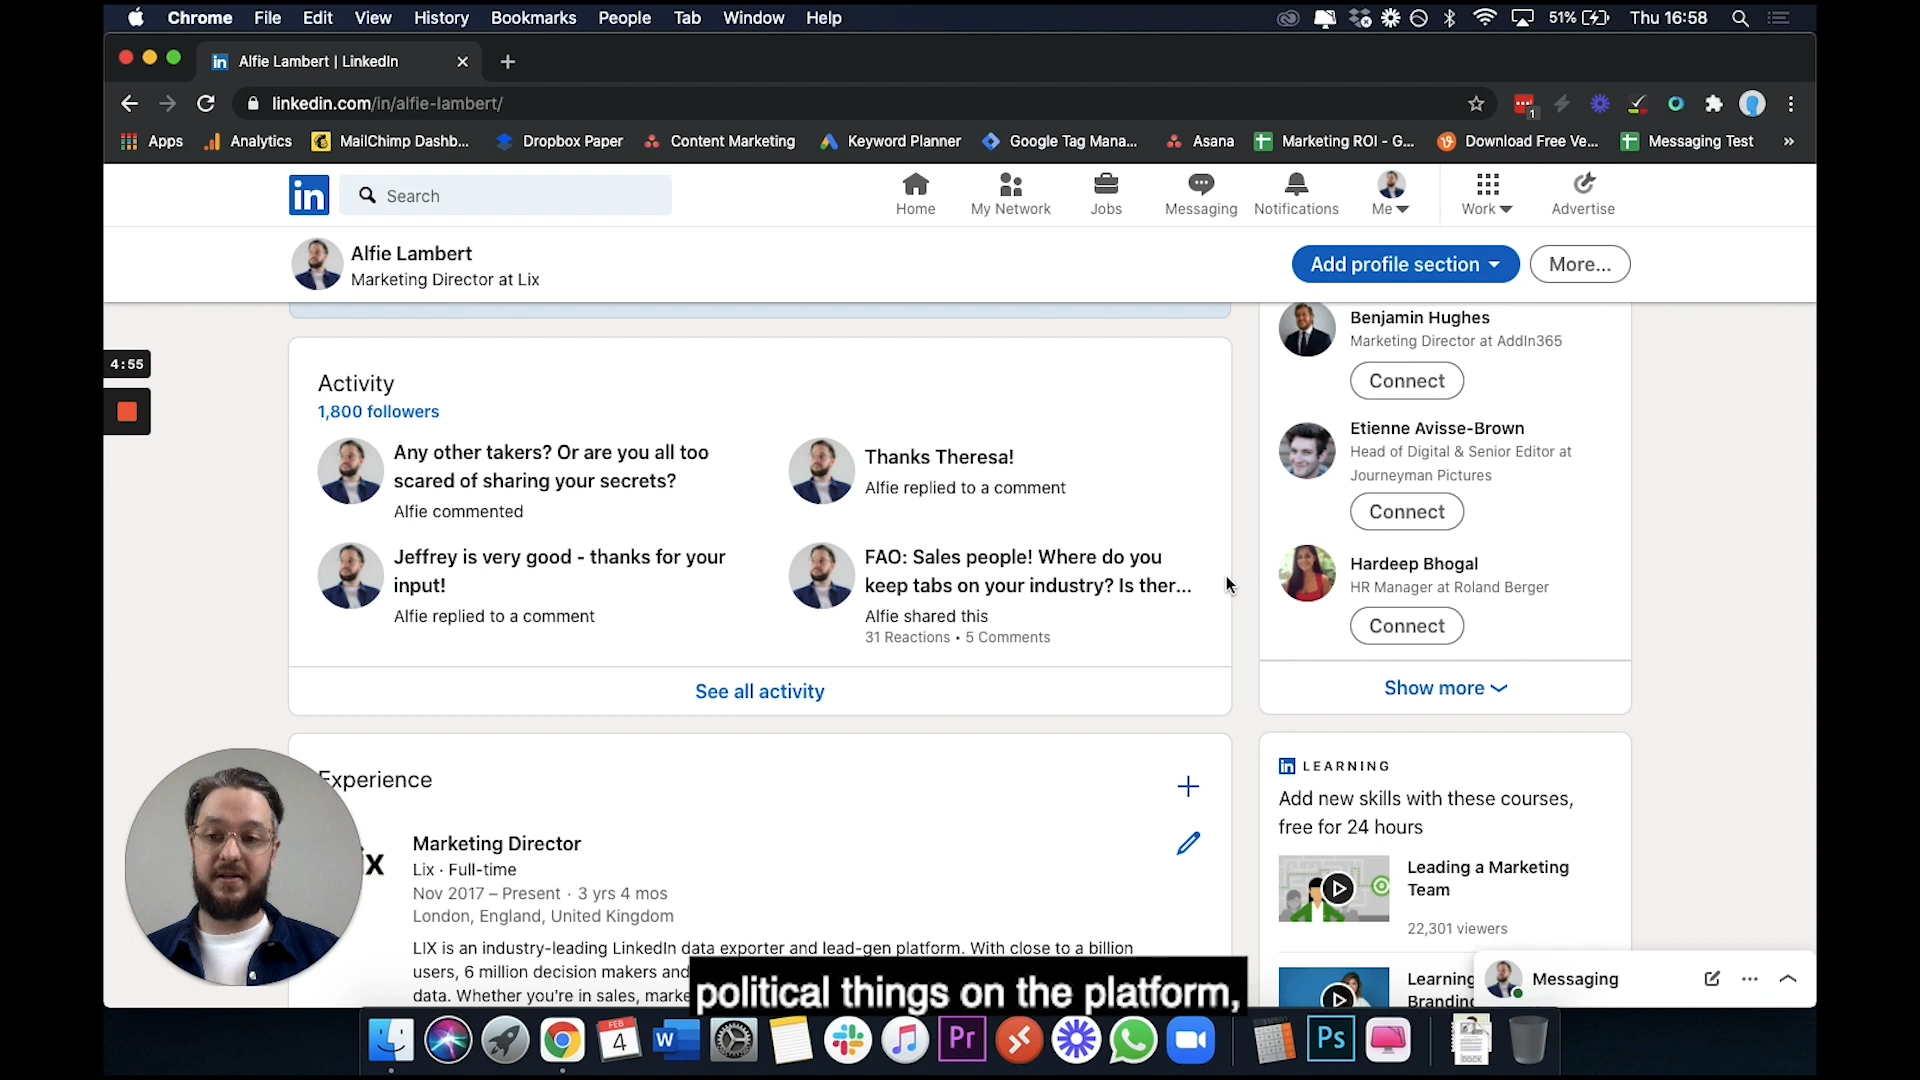 Chrome File Edit View History Bookmarks People Tab Window Help
51% Thu 16:58
in Alfie Lambert | LinkedIn
linkedin.com/in/alfie-lambert/
1
Apps Analytics MailChimp Dashb... Dropbox Paper Content Marketing Keyword Planner Google Tag Mana... Asana Marketing ROI - G... Download Free Ve... Messaging Test »
in Search
Home My Network Jobs Messaging Notifications Me Work Advertise
Alfie Lambert
Marketing Director at Lix
Add profile section More...
4:55
Activity
1,800 followers
Any other takers? Or are you all too
scared of sharing your secrets?
Alfie commented
Thanks Theresa!
Alfie replied to a comment
Jeffrey is very good - thanks for your
input!
Alfie replied to a comment
FAO: Sales people! Where do you
keep tabs on your industry? Is ther...
Alfie shared this
31 Reactions • 5 Comments
See all activity
Benjamin Hughes
Marketing Director at AddIn365
Connect
Etienne Avisse-Brown
Head of Digital & Senior Editor at
Journeyman Pictures
Connect
Hardeep Bhogal
HR Manager at Roland Berger
Connect
Show more
Experience
Marketing Director
Lix · Full-time
Nov 2017 – Present · 3 yrs 4 mos
London, England, United Kingdom
LIX is an industry-leading LinkedIn data exporter and lead-gen platform. With close to a billion
users, 6 million decision makers and
data. Whether you're in sales, marke
in LEARNING
Add new skills with these courses,
free for 24 hours
Leading a Marketing
Team
22,301 viewers
Learning
Brandin
Messaging
political things on the platform,
FEB
4
W
Pr
Ps
DOCX